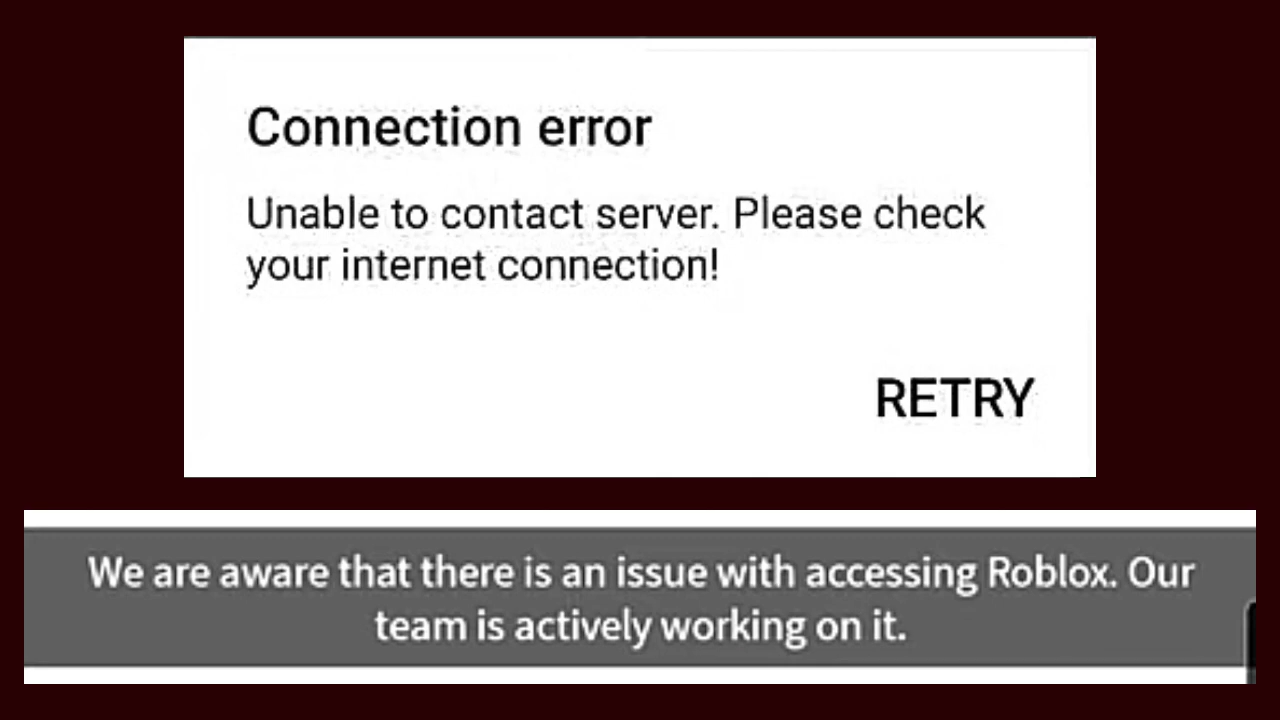 Connection error
Unable to contact server. Please check
your internet connection!
RETRY
We are aware that there is an issue with accessing Roblox. Our
team is actively working on it.